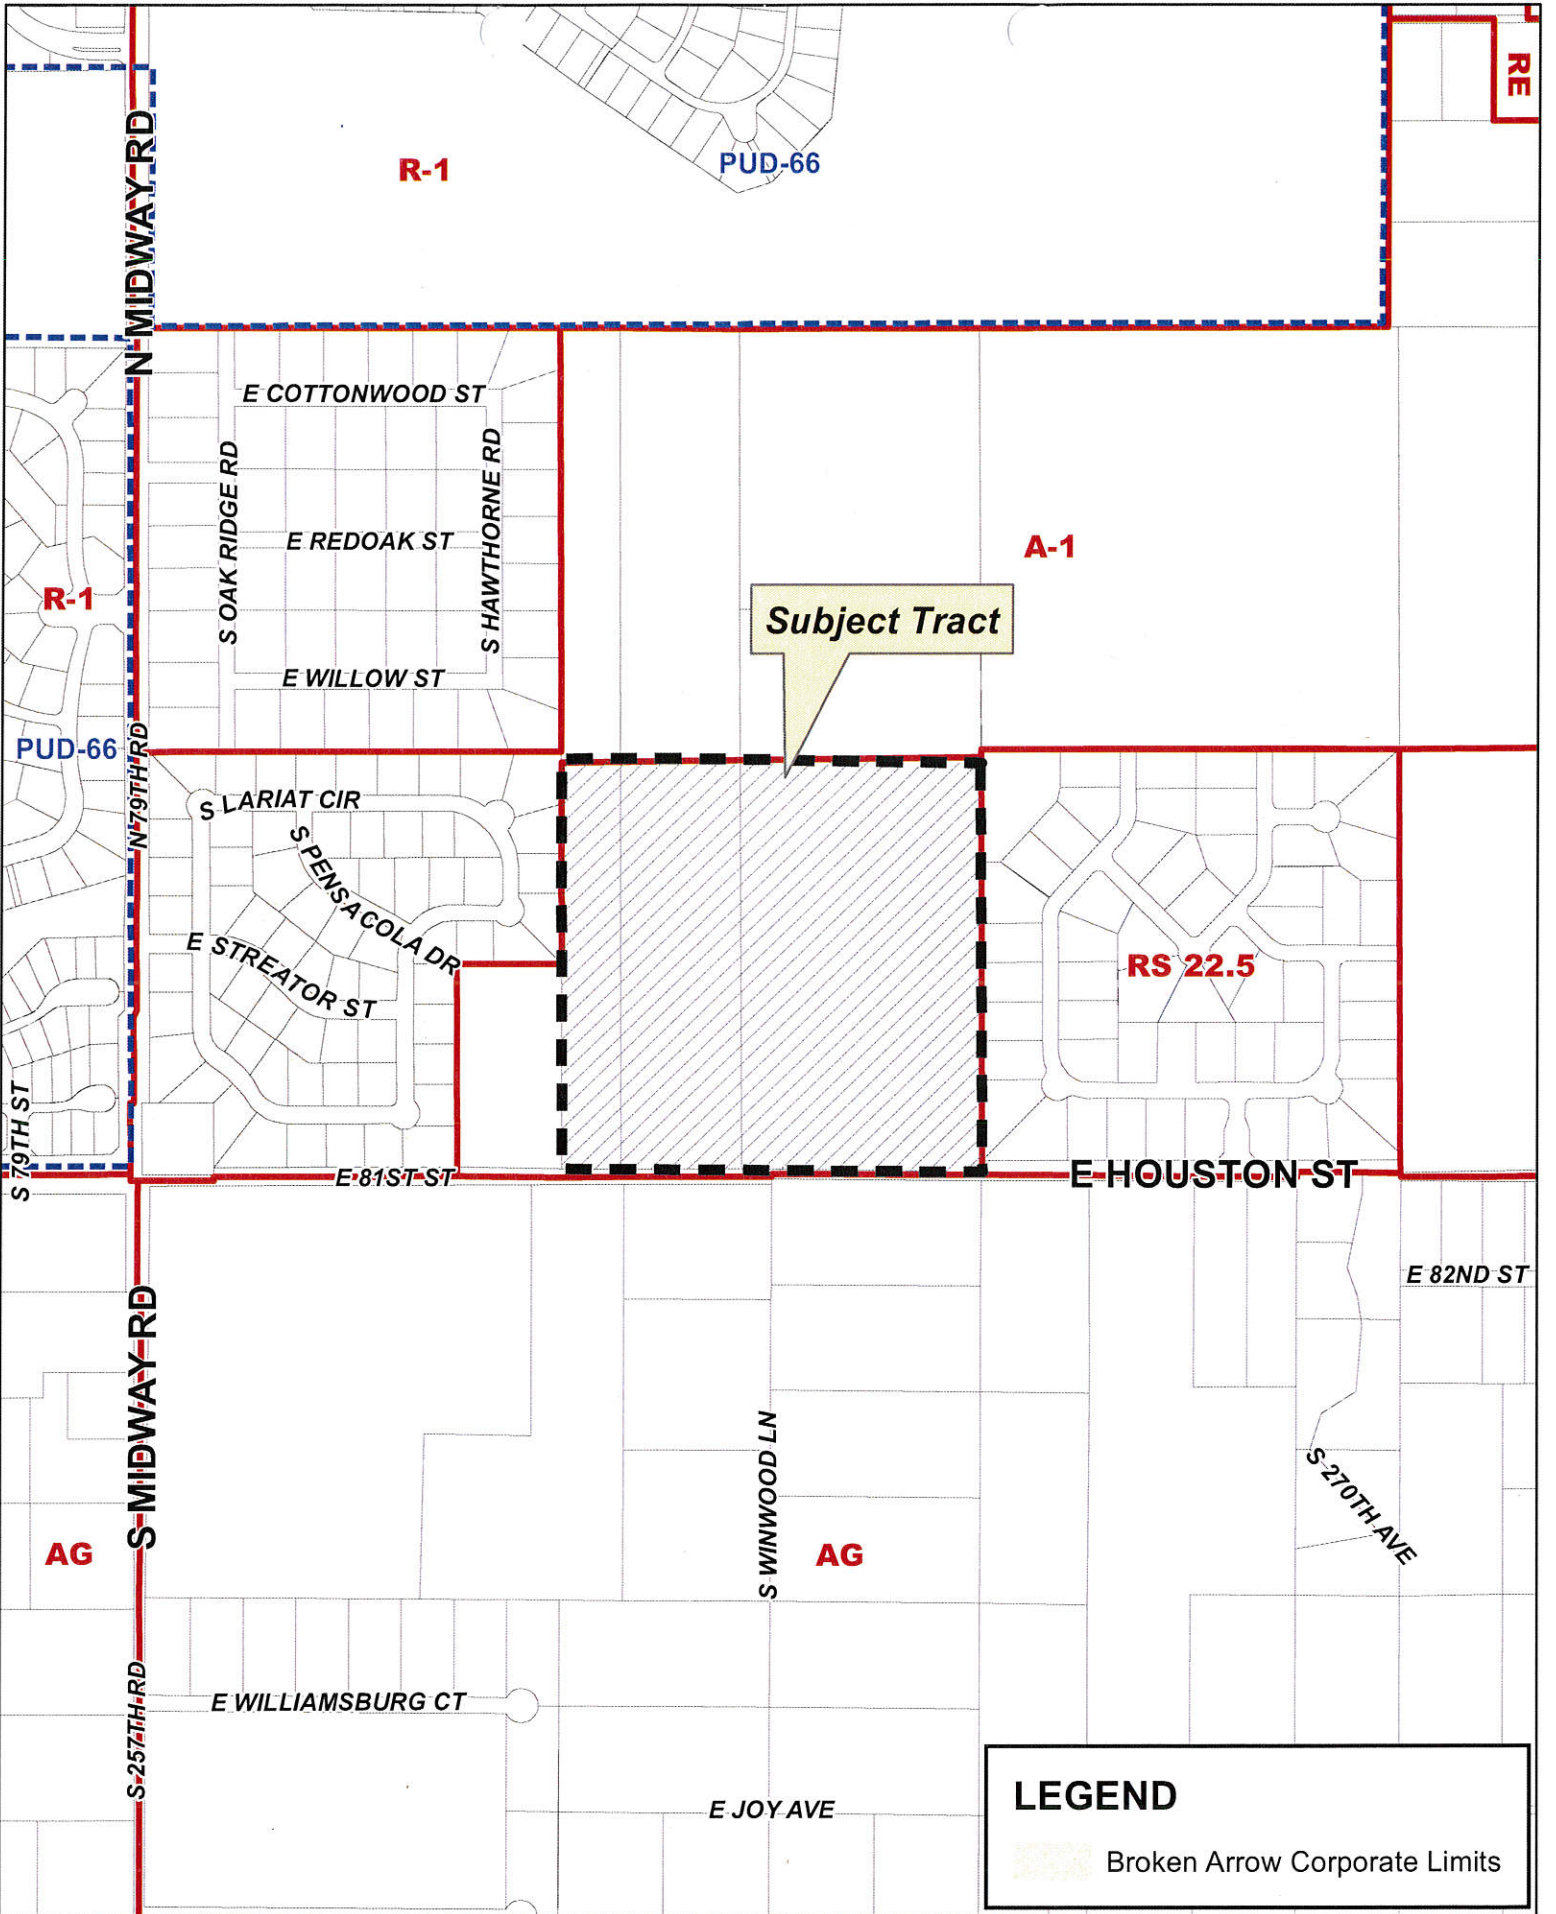 RE
N MIDWAY RD
R-1
PUD-66
E COTTONWOOD ST
S OAK RIDGE RD
S HAWTHORNE RD
E REDOAK ST
A-1
R-1
Subject Tract
E WILLOW ST
PUD-66
N 79TH RD
S LARIAT CIR
S PENSACOLA DR
E STREATOR ST
RS 22.5
S 79TH ST
E 81ST ST
E HOUSTON ST
E 82ND ST
S MIDWAY RD
S WINWOOD LN
S 270TH AVE
AG
AG
S 257TH RD
E WILLIAMSBURG CT
E JOY AVE
LEGEND
Broken Arrow Corporate Limits